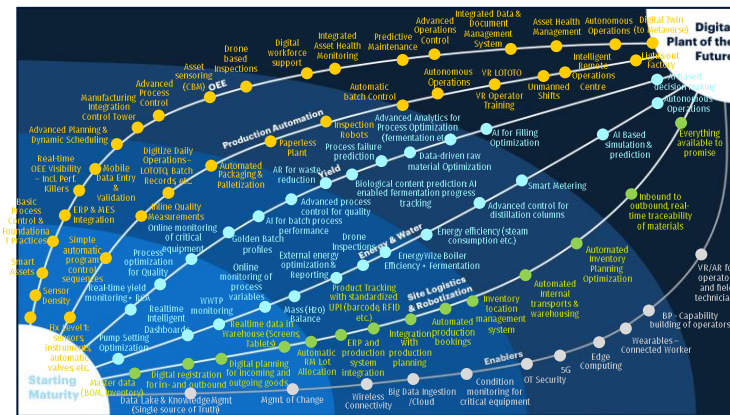 Digital
Plant of the
Future
Starting
Maturity
OEE
Basic
Process
Control &
Foundationa
l Practices
Smart
Assets
Sensor
Density
Real-time
OEE Visibility
– Incl. Perf.
Killers
ERP & MES
Integration
Mobile
Data Entry
&
Validation
Advanced Planning &
Dynamic Scheduling
Manufacturing
Integration
Control Tower
Advanced
Process
Control
Asset
sensoring
(CBM)
Drone
based
Inspections
Digital
workforce
support
Integrated
Asset Health
Monitoring
Predictive
Maintenance
Advanced
Operations
Control
Integrated Data &
Document
Management
System
Asset Health
Management
Autonomous
Operations
Digital Twin
(to Metaverse)
Production Automation
Fix Level 1:
sensors,
instruments,
automatic
valves, etc.
Simple
automatic
program
control
sequences
Inline Quality
Measurements
Digitize Daily
Operations–
LOTOTO, Batch
Records etc.
Automated
Packaging &
Palletization
Paperless
Plant
Inspection
Robots
Automatic
batch Control
Autonomous
Operations
VR LOTOTO
VR Operator
Training
Unmanned
Shifts
Intelligent
Remote
Operations
Centre
Lightsout
Factory
Yield
Pump Setting
Optimization
Real-time yield
monitoring+ RCA
Process
optimization
for Quality
Online monitoring
of critical
equipment
Golden Batch
profiles
AI for batch process
performance
Advanced process
control for quality
AR for waste
reduction
Process failure
prediction
Advanced Analytics for
Process Optimization
(fermentation etc.)
Data-driven raw
material Optimization
Biological content prediction AI
enabled fermentation progress
tracking
AI for Filling Optimization
AI based
decision making
Energy & Water
Realtime
Intelligent
Dashboards
WWTP
monitoring
Online
monitoring of
process
variables
Mass (H2o)
Balance
External energy
optimization &
Reporting
Drone
Inspections
EnergyWize Boiler
Efficiency + Fermentation
Energy efficiency (steam
consumption etc.)
Advanced control for
distillation columns
Smart Metering
AI Based
simulation &
prediction
Autonomous
Operations
Site Logistics
& Robotization
Master data
(BOM, Inventory)
Digital registration
for in- and outbound
Digital planning
for incoming and
outgoing goods
Realtime data in
Warehouse (Screens,
Tablets)
Automatic
RM Lot
Allocation
Product Tracking
with standardized
UPI (barcode, RFID
etc.)
ERP and
production
system
integration
Integration
with
production
planning
Automated
production
bookings
Inventory
location
management
system
Automated
Internal
transports &
warehousing
Automated
Inventory
Planning
Optimization
Inbound to
outbound, real-
time traceability
of materials
Everything
available to
promise
Enablers
Data Lake & Knowledge Mgmt
(Single source of Truth)
Mgmt of Change
Wireless
Connectivity
Big Data Ingestion
/Cloud
Condition
monitoring for
critical equipment
OT Security
5G
Edge
Computing
Wearables –
Connected Worker
BP - Capability
building of operators
VR/AR for
operato
and field
technician